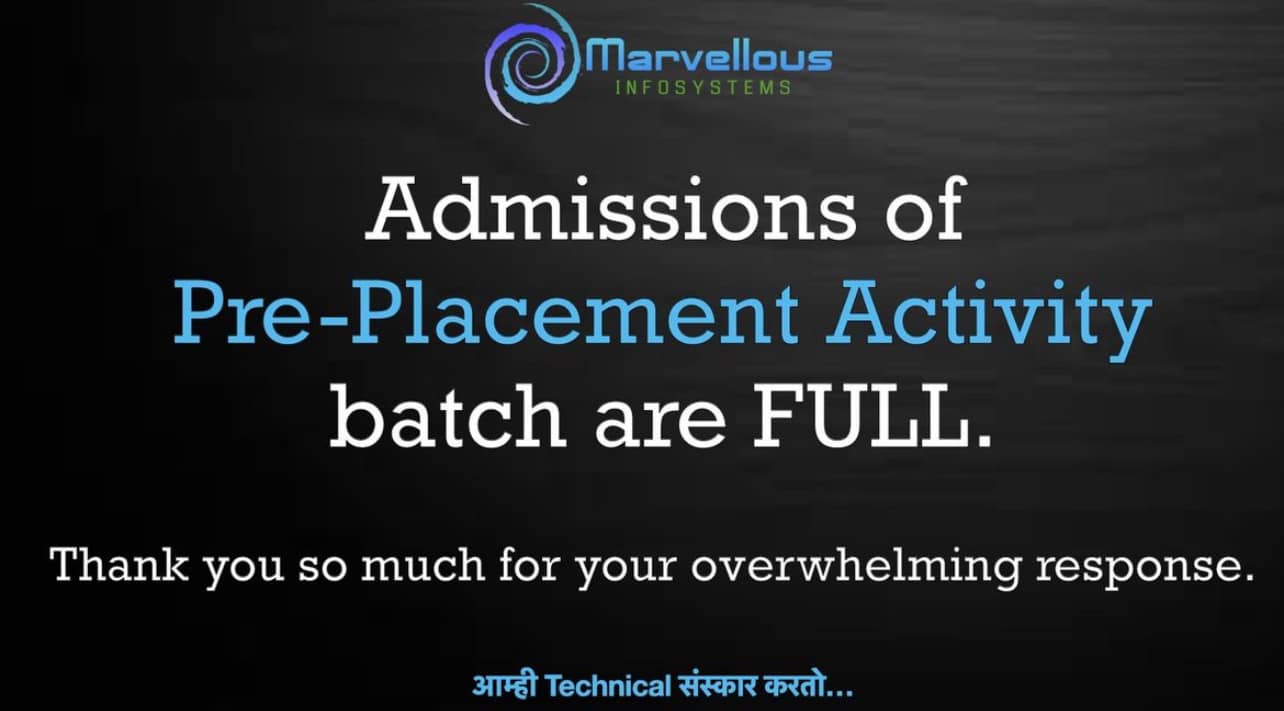 Marvellous
INFOSYSTEMS
Admissions of
Pre-Placement Activity
batch are FULL.
Thank you so much for your overwhelming response.
आम्ही Technical संस्कार करतो...